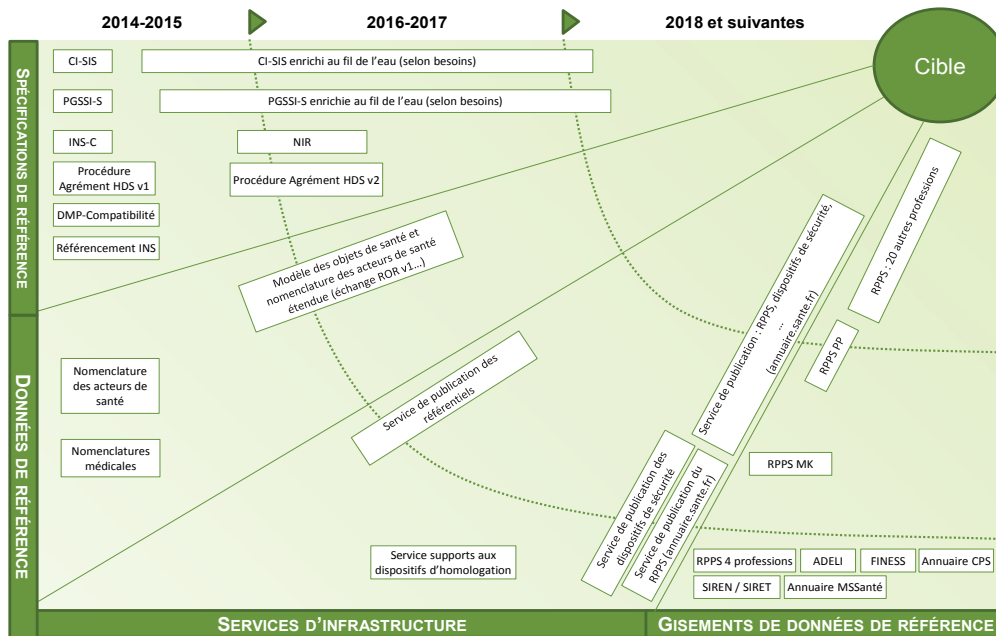 2014-2015
2016-2017
2018 et suivantes
Cible
SPÉCIFICATIONS DE RÉFÉRENCE
CI-SIS
CI-SIS enrichi au fil de l'eau (selon besoins)
PGSSI-S
PGSSI-S enrichie au fil de l'eau (selon besoins)
INS-C
NIR
Procédure
Agrément HDS v1
Procédure Agrément HDS v2
DMP-Compatibilité
Référencement INS
Modèle des objets de santé et
nomenclature des acteurs de santé
étendue (échange ROR v1...)
RPPS : 20 autres professions
Service de publication : RPPS, dispositifs de sécurité,
...
(annuaire.sante.fr)
RPPS PP
DONNÉES DE RÉFÉRENCE
Nomenclature
des acteurs de
santé
Service de publication des
référentiels
Nomenclatures
médicales
RPPS MK
Service de publication des
dispositifs de sécurité
Service de publication du
RPPS (annuaire.sante.fr)
Service supports aux
dispositifs d'homologation
RPPS 4 professions
ADELI
FINESS
Annuaire CPS
SIREN / SIRET
Annuaire MSSanté
SERVICES D'INFRASTRUCTURE
GISEMENTS DE DONNÉES DE RÉFÉRENCE